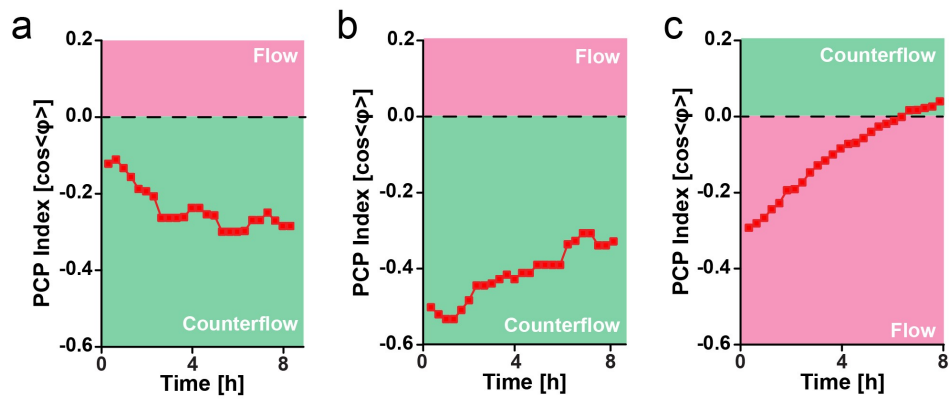 a
0.2
0.0
-0.2
-0.4
-0.6
PCP Index [cos<φ>]
Flow
Counterflow
0
4
8
Time [h]
b
0.2
0.0
-0.2
-0.4
-0.6
PCP Index [cos<φ>]
Flow
Counterflow
0
4
8
Time [h]
c
0.2
0.0
-0.2
-0.4
-0.6
PCP Index [cos<φ>]
Counterflow
Flow
0
4
8
Time [h]